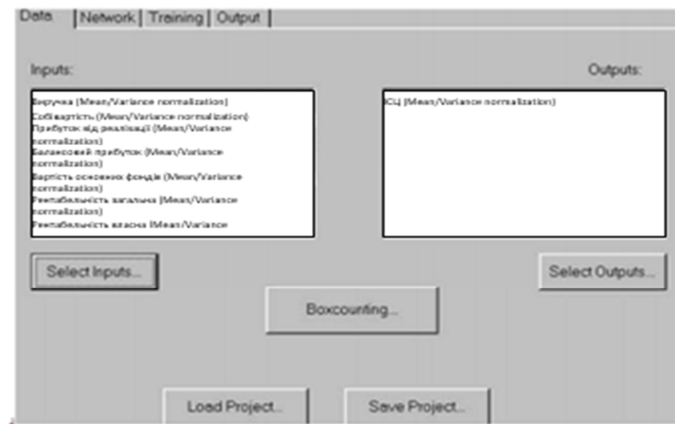 Data Network Training Output
Inputs: Outputs:
Виручка (Mean/Variance normalization)
Собівартість (Mean/Variance normalization)
Прибуток від реалізації (Mean/Variance
normalization)
Балансовий прибуток (Mean/Variance
normalization)
Вартість основних фондів (Mean/Variance
normalization)
Рентабельність загальна (Mean/Variance
normalization)
Рентабельність власна (Mean/Variance
ІСЦ (Mean/Variance normalization)
Select Inputs... Select Outputs...
Boxcounting...
Load Project... Save Project...